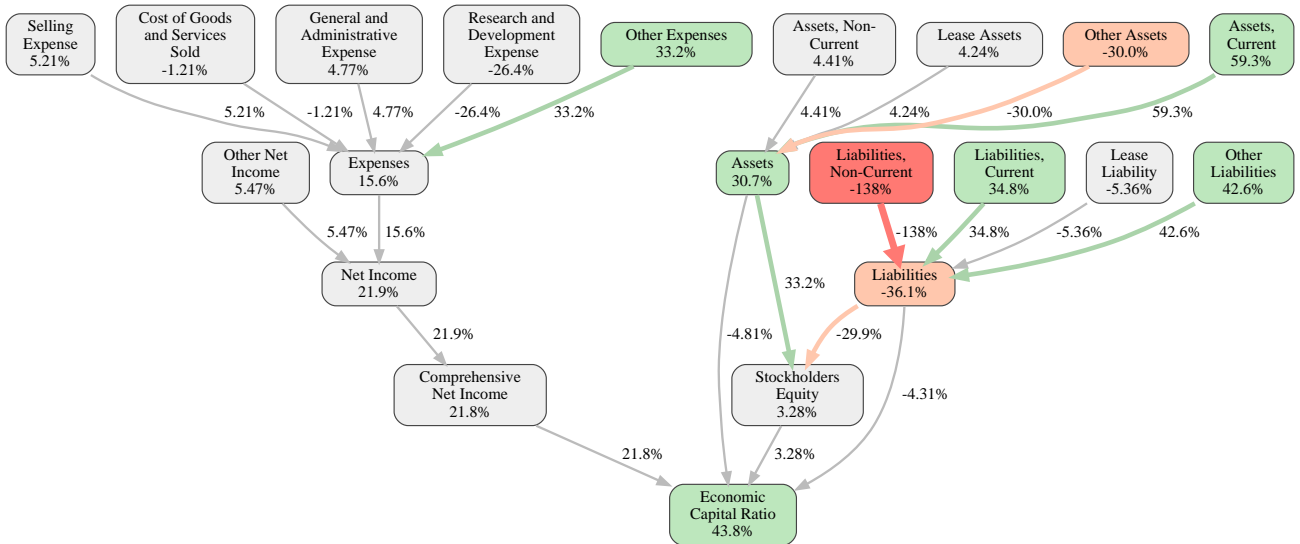 Selling
Expense
5.21%
Cost of Goods
and Services
Sold
-1.21%
General and
Administrative
Expense
4.77%
Research and
Development
Expense
-26.4%
Other Expenses
33.2%
Assets, Non-
Current
4.41%
Lease Assets
4.24%
Other Assets
-30.0%
Assets,
Current
59.3%
5.21%
-1.21%
4.77%
-26.4%
33.2%
4.41%
4.24%
-30.0%
59.3%
Other Net
Income
5.47%
Expenses
15.6%
Assets
30.7%
Liabilities,
Non-Current
-138%
Liabilities,
Current
34.8%
Lease
Liability
-5.36%
Other
Liabilities
42.6%
5.47%
15.6%
-138%
34.8%
-5.36%
42.6%
Net Income
21.9%
33.2%
Liabilities
-36.1%
21.9%
-4.81%
-29.9%
Comprehensive
Net Income
21.8%
Stockholders
Equity
3.28%
-4.31%
21.8%
3.28%
Economic
Capital Ratio
43.8%